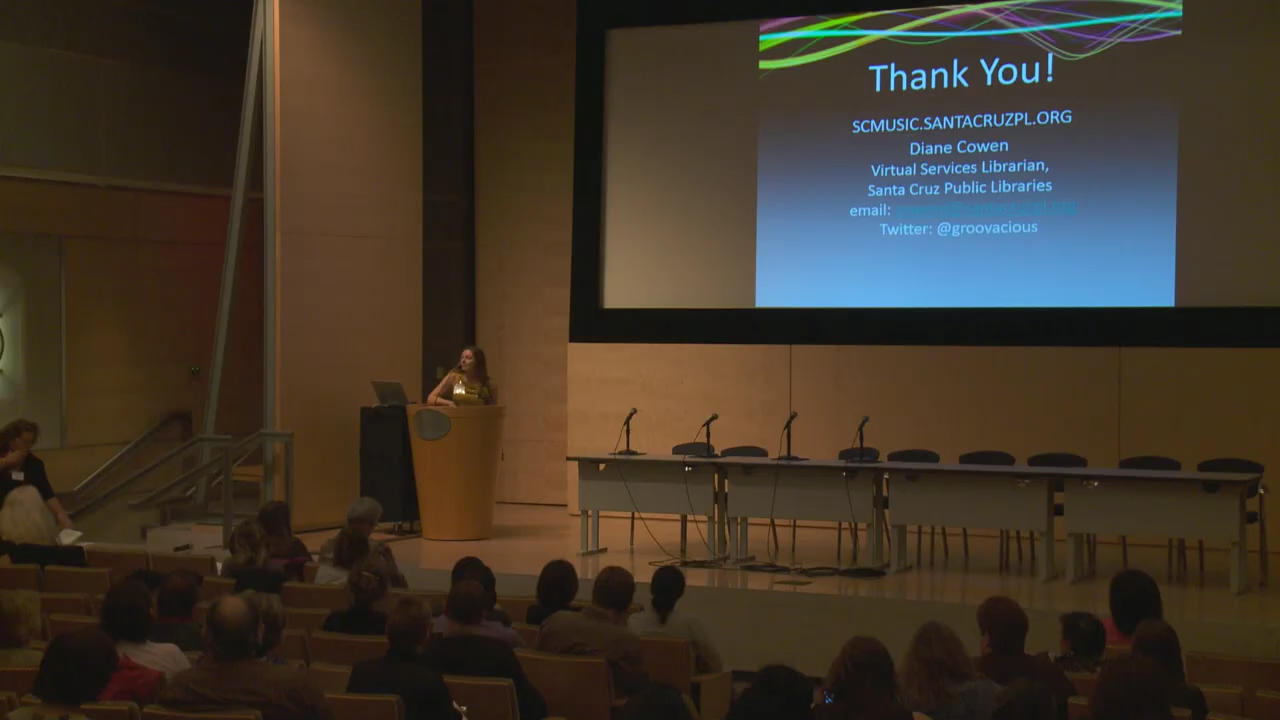 Thank You!
SCMUSIC.SANTACRUZPL.ORG
Diane Cowen
Virtual Services Librarian,
Santa Cruz Public Libraries
email:
Twitter: @groovacious